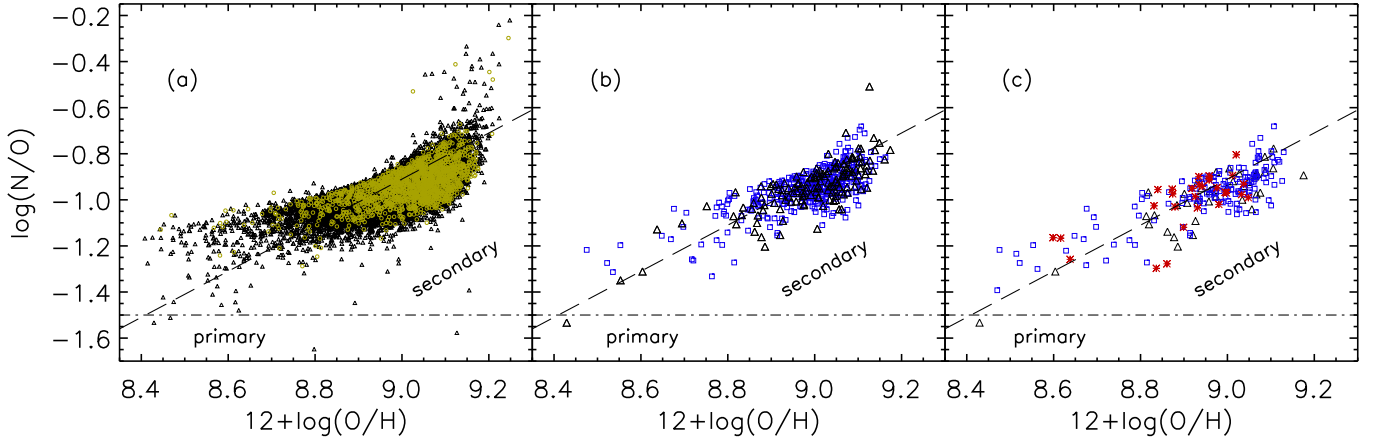 −0.2
−0.4
−0.6
−0.8
−1.0
−1.2
−1.4
−1.6
log(N/O)
(a)
secondary
primary
8.4 8.6 8.8 9.0 9.2
12+log(O/H)
(b)
secondary
primary
8.4 8.6 8.8 9.0 9.2
12+log(O/H)
(c)
secondary
primary
8.4 8.6 8.8 9.0 9.2
12+log(O/H)